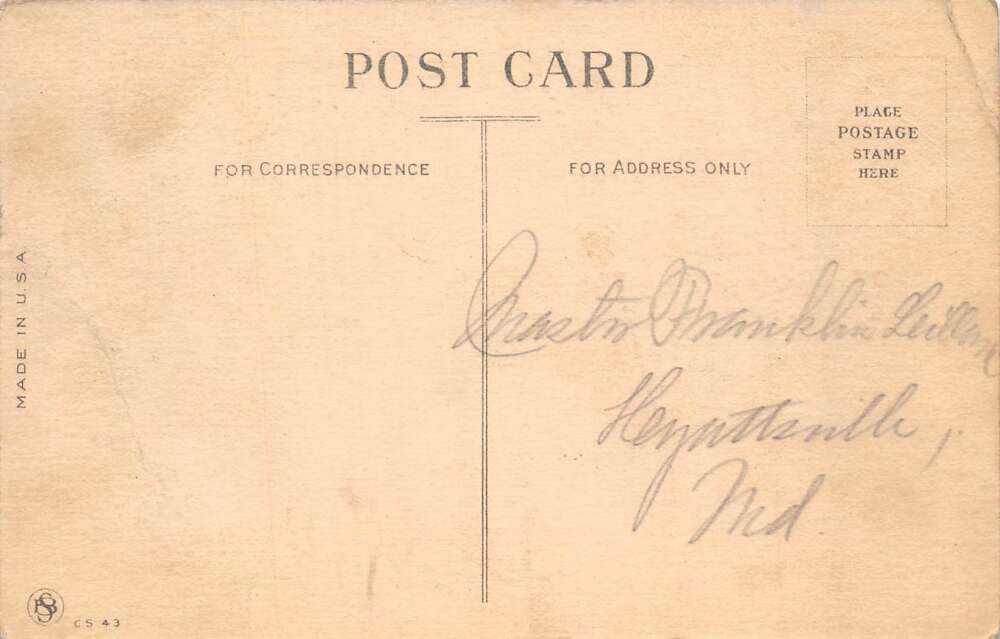 POST CARD
FOR CORRESPONDENCE
FOR ADDRESS ONLY
PLACE
POSTAGE
STAMP
HERE
Master Franklin
Hyattsville,
Md
MADE IN U.S.A
CS 43